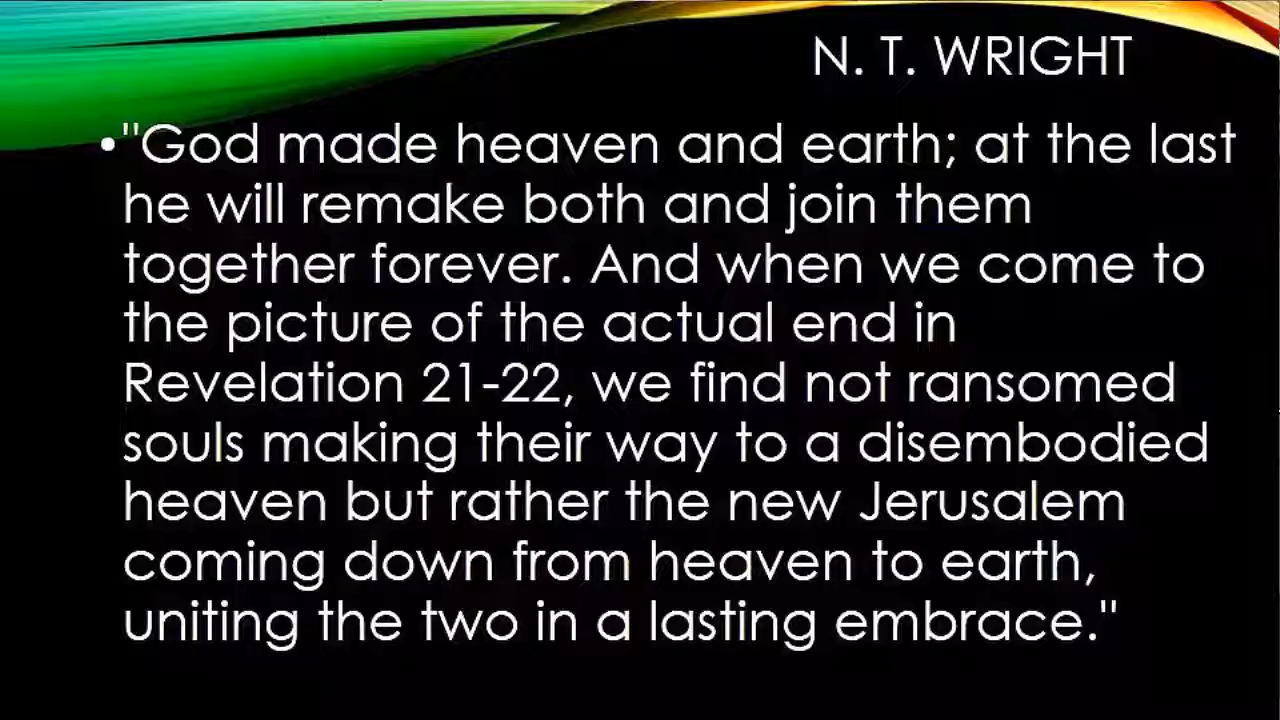 N. T. WRIGHT
•"God made heaven and earth; at the last
he will remake both and join them
together forever. And when we come to
the picture of the actual end in
Revelation 21-22, we find not ransomed
souls making their way to a disembodied
heaven but rather the new Jerusalem
coming down from heaven to earth,
uniting the two in a lasting embrace."